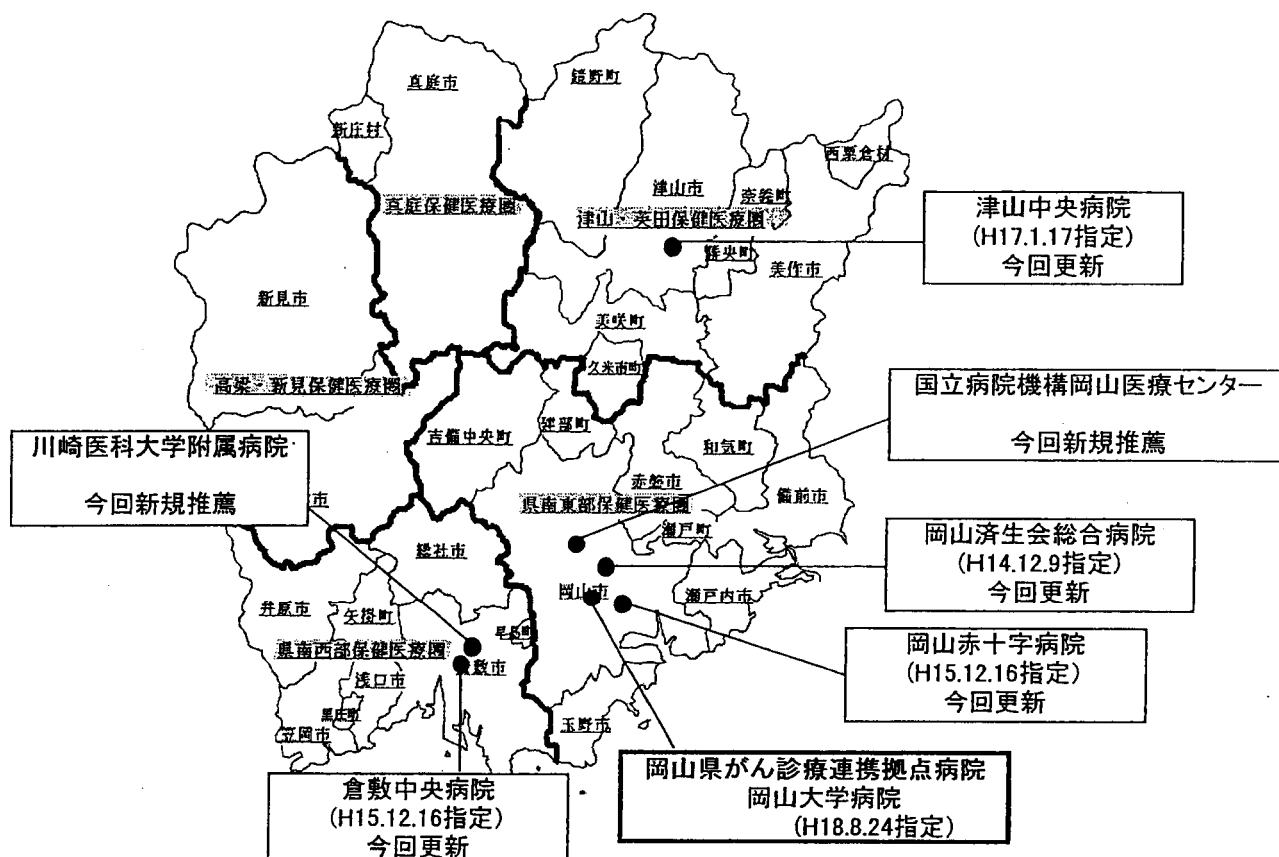 真庭市
鏡野町
新庄村
西粟倉村
津山市
奈義町
真庭保健医療圏
津山・英田保健医療圏
津山中央病院
(H17.1.17指定)
今回更新
勝央町
美作市
新見市
美咲町
久米南町
高梁・新見保健医療圏
国立病院機構岡山医療センター
今回新規推薦
建部町
吉備中央町
和気町
川崎医科大学附属病院
今回新規推薦
市
赤磐市
備前市
県南東部保健医療圏
瀬戸町
岡山済生会総合病院
(H14.12.9指定)
今回更新
総社市
岡山市
瀬戸内市
井原市
矢掛町
早島町
岡山赤十字病院
(H15.12.16指定)
今回更新
県南西部保健医療圏
敷市
浅口市
里庄町
笠岡市
玉野市
岡山県がん診療連携拠点病院
岡山大学病院
(H18.8.24指定)
倉敷中央病院
(H15.12.16指定)
今回更新